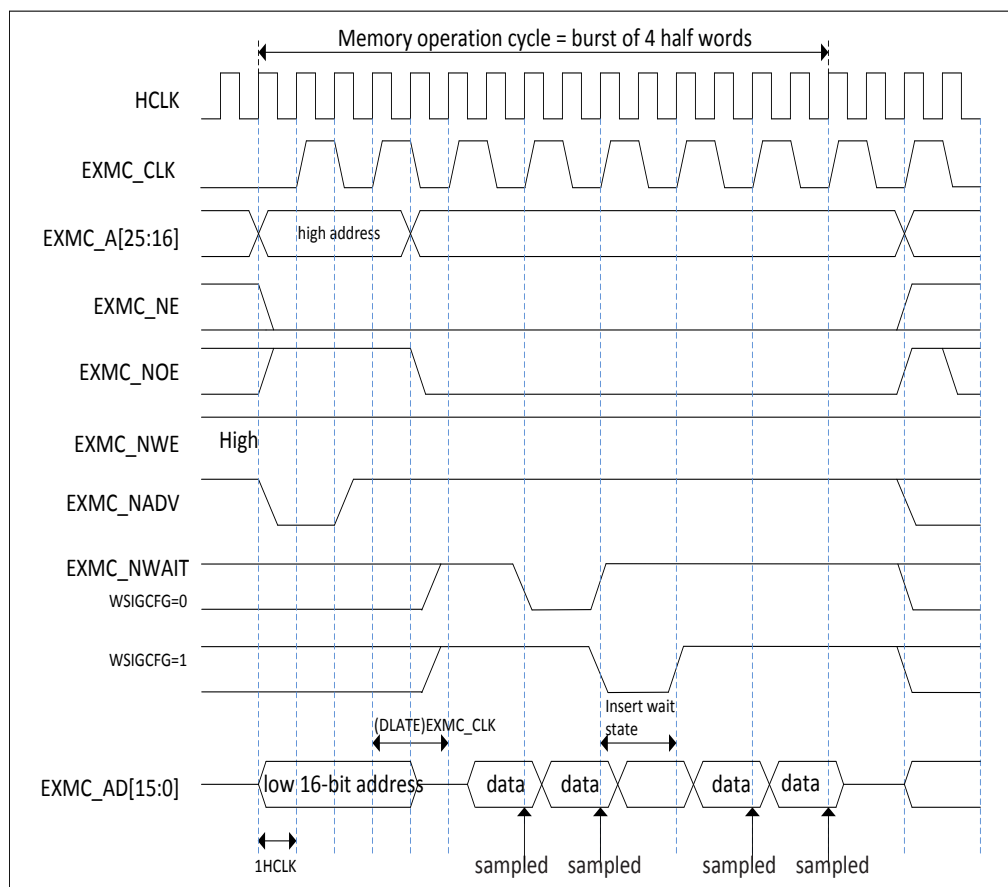 Memory operation cycle = burst of 4 half words
HCLK
EXMC_CLK
EXMC_A[25:16]
high address
EXMC_NE
EXMC_NOE
EXMC_NWE
High
EXMC_NADV
EXMC_NWAIT
WSIGCFG=0
WSIGCFG=1
Insert wait
state
(DLATE)EXMC_CLK
EXMC_AD[15:0]
low 16-bit address
data
data
data
data
1HCLK
sampled
sampled
sampled
sampled